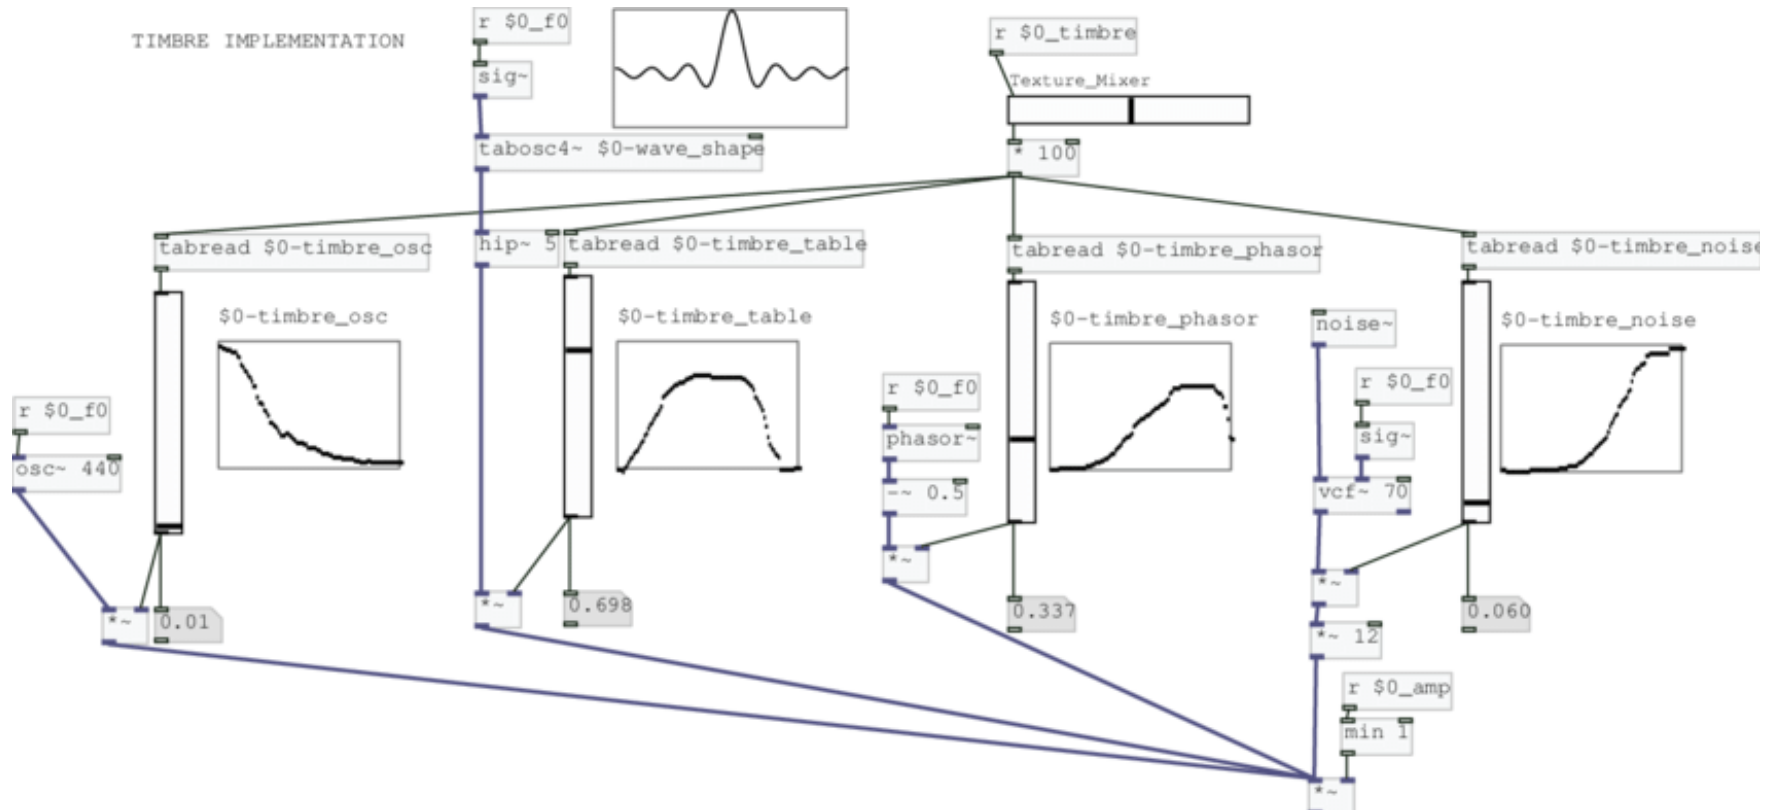 TIMBRE IMPLEMENTATION
r $0_f0
sig~
tabosc4~ $0-wave_shape
r $0_timbre
Texture_Mixer
* 100
tabread $0-timbre_osc
hip~ 5
tabread $0-timbre_table
tabread $0-timbre_phasor
tabread $0-timbre_noise
$0-timbre_osc
$0-timbre_table
$0-timbre_phasor
$0-timbre_noise
r $0_f0
osc~ 440
*~
0.01
*~
0.698
r $0_f0
phasor~
-~ 0.5
*~
0.337
noise~
r $0_f0
sig~
vcf~ 70
*~
0.060
*~ 12
r $0_amp
min 1
*~